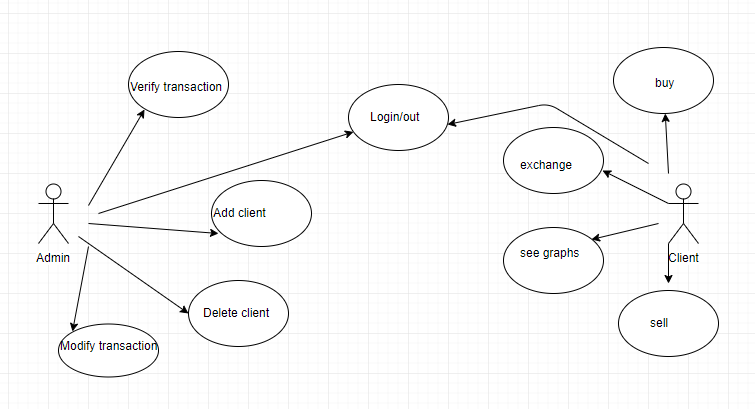 buy
Verify transaction
Login/out
exchange
Add client
see graphs
Admin
Client
Delete client
sell
Modify transaction